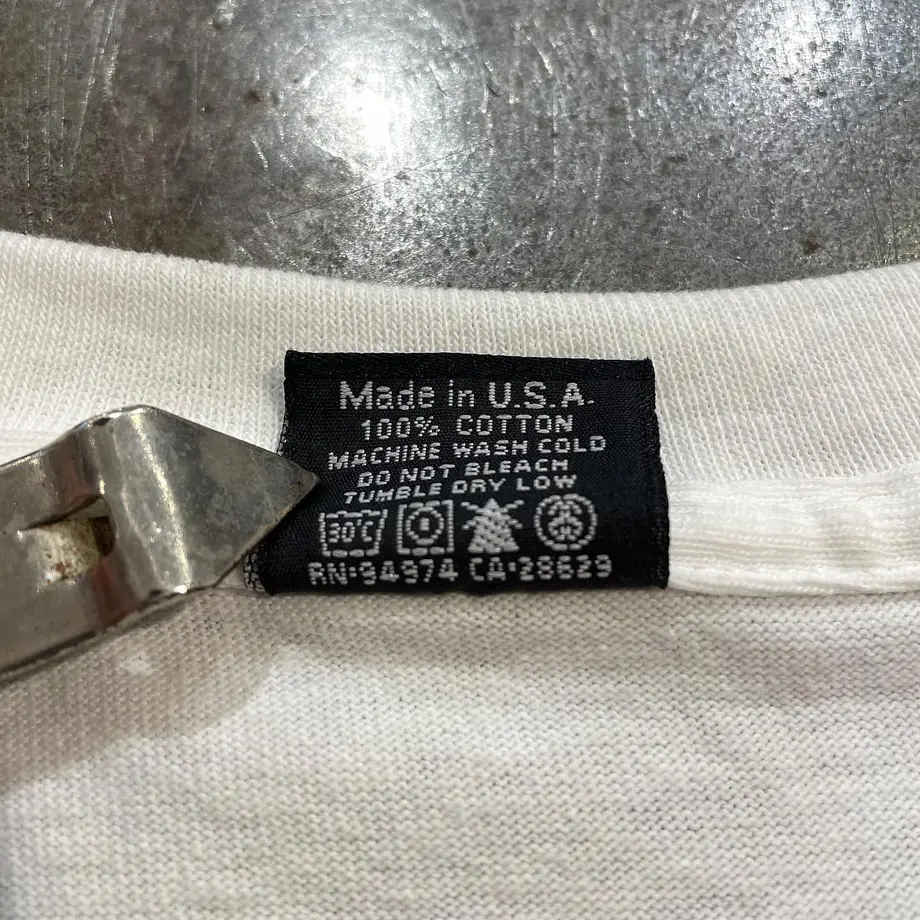 Made in U.S.A.
100% COTTON
MACHINE WASH COLD
DO NOT BLEACH
TUMBLE DRY LOW
30°C
RN•94974 CA•28629